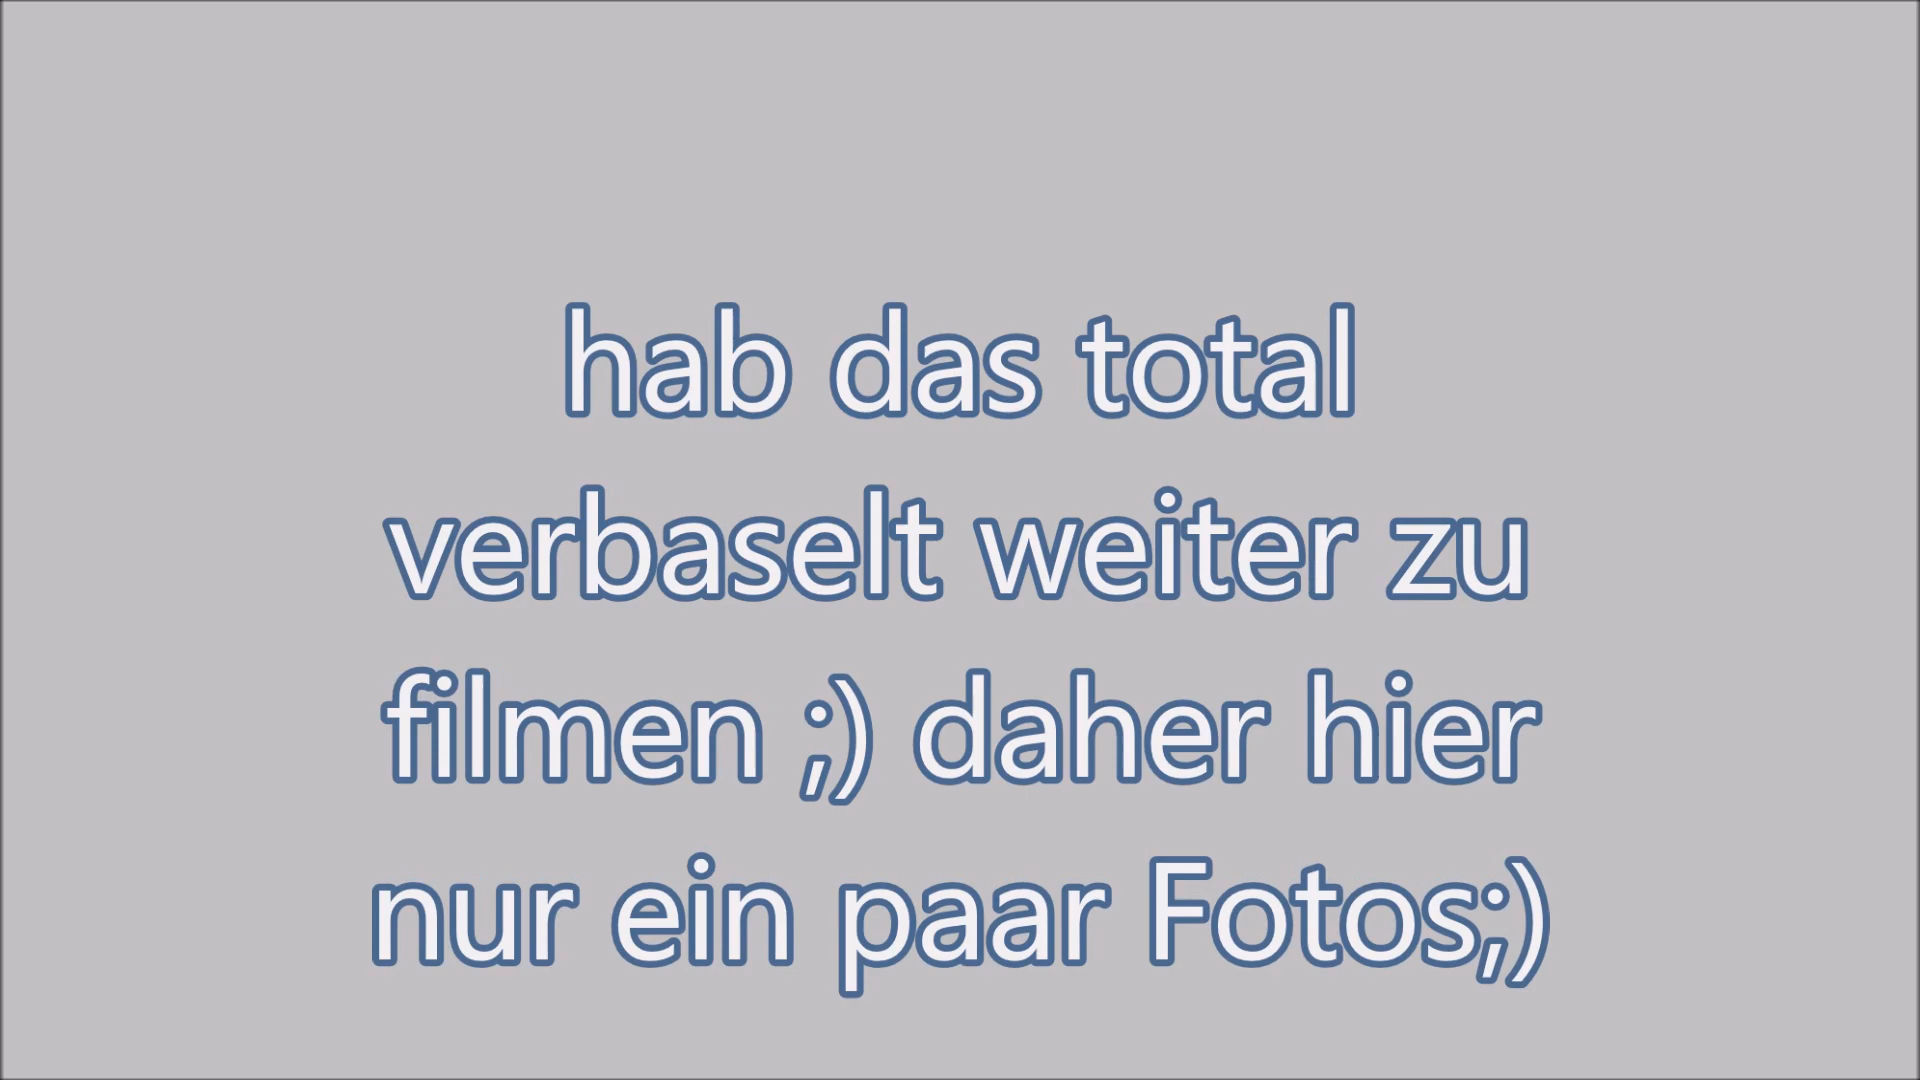 hab das total
verbaselt weiter zu
filmen ;) daher hier
nur ein paar Fotos;)